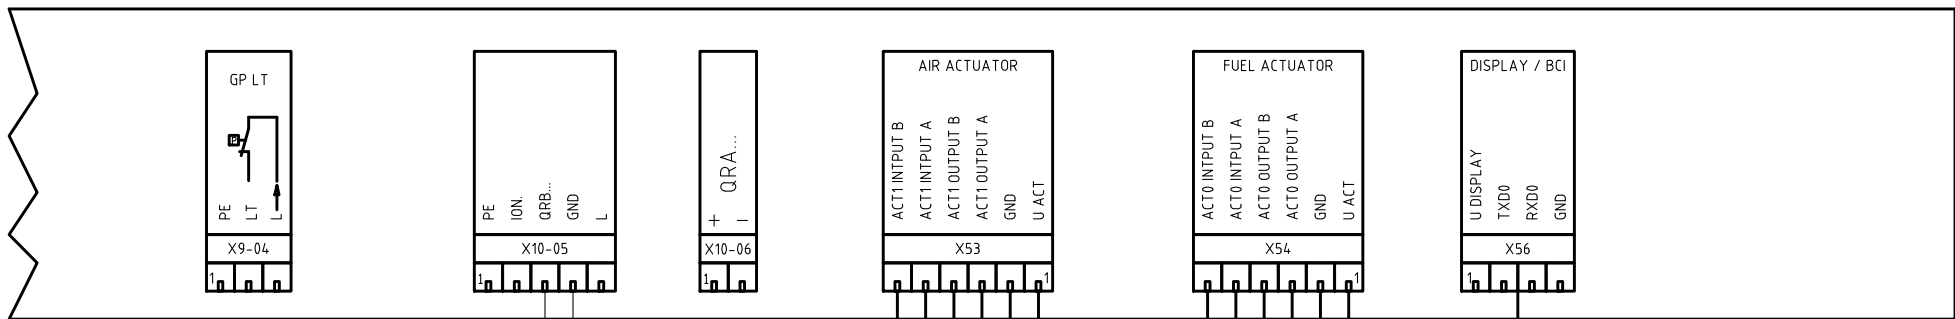 GP LT
P
PE
LT
L
X9-04
1
PE
ION.
QRB...
GND
L
X10-05
1
QRA...
+
−
X10-06
1
AIR ACTUATOR
ACT1 INTPUT B
ACT1 INTPUT A
ACT1 OUTPUT B
ACT1 OUTPUT A
GND
U ACT
X53
1
FUEL ACTUATOR
ACT0 INTPUT B
ACT0 INTPUT A
ACT0 OUTPUT B
ACT0 OUTPUT A
GND
U ACT
X54
1
DISPLAY / BCI
U DISPLAY
TXD0
RXD0
GND
X56
1